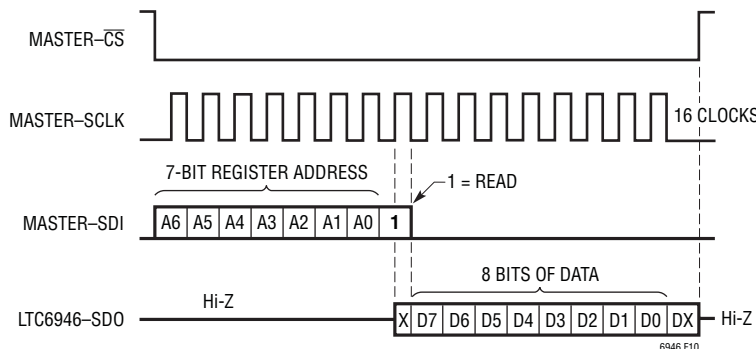 MASTER–CS
MASTER–SCLK
16 CLOCKS
7-BIT REGISTER ADDRESS
1 = READ
MASTER–SDI
A6 A5 A4 A3 A2 A1 A0 1
8 BITS OF DATA
Hi-Z
LTC6946–SDO
X D7 D6 D5 D4 D3 D2 D1 D0 DX
Hi-Z
6946 F10